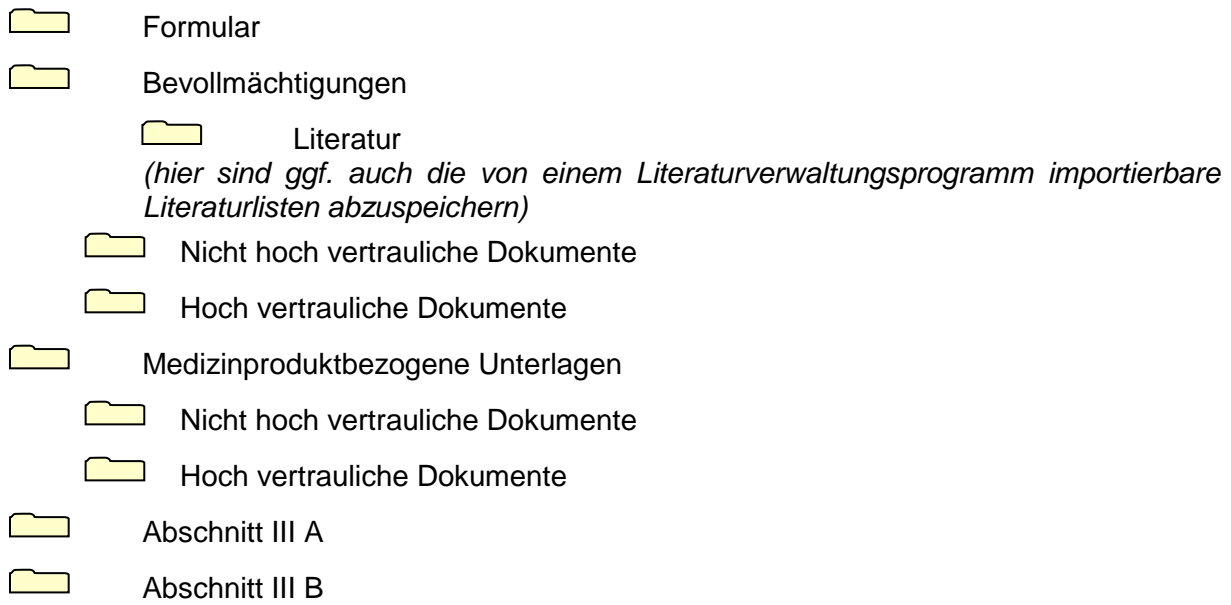 Formular
Bevollmächtigungen
Literatur
(hier sind ggf. auch die von einem Literaturverwaltungsprogramm importierbare
Literaturlisten abzuspeichern)
Nicht hoch vertrauliche Dokumente
Hoch vertrauliche Dokumente
Medizinproduktbezogene Unterlagen
Nicht hoch vertrauliche Dokumente
Hoch vertrauliche Dokumente
Abschnitt III A
Abschnitt III B